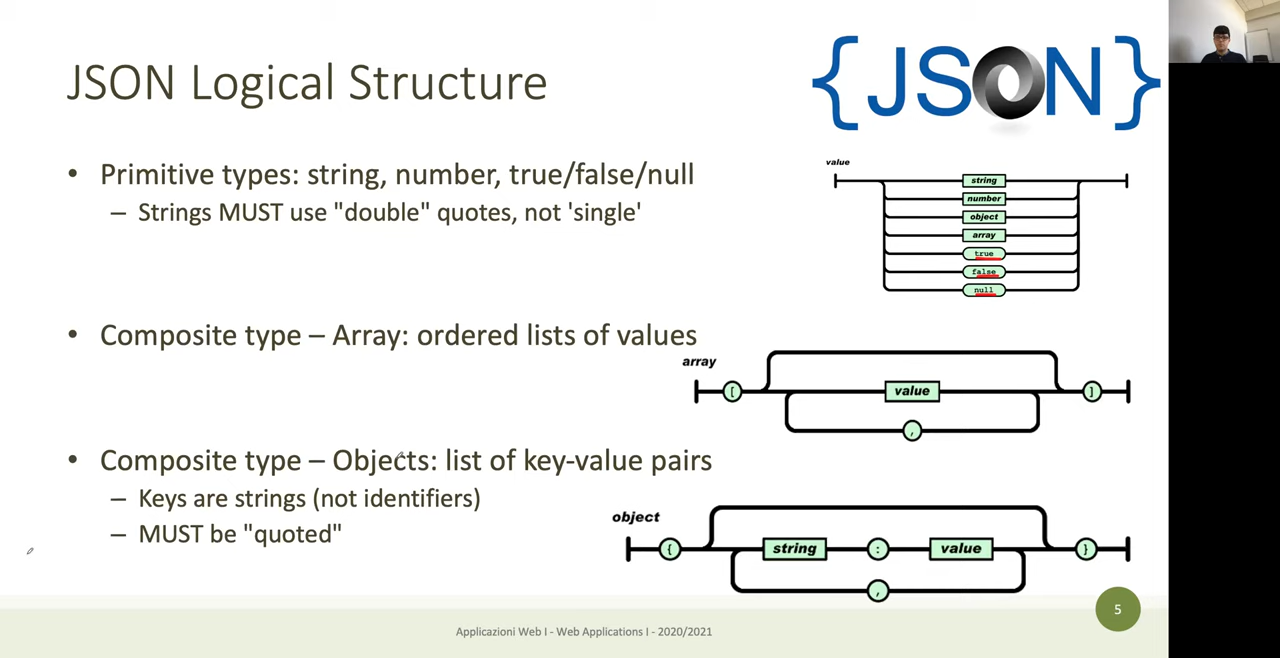 JSON Logical Structure
{JSON}
• Primitive types: string, number, true/false/null
– Strings MUST use "double" quotes, not 'single'
value
string
number
object
array
true
false
null
• Composite type – Array: ordered lists of values
array
[ value ]
,
• Composite type – Objects: list of key-value pairs
– Keys are strings (not identifiers)
– MUST be "quoted"
object
{ string : value }
,
5
Applicazioni Web I - Web Applications I - 2020/2021